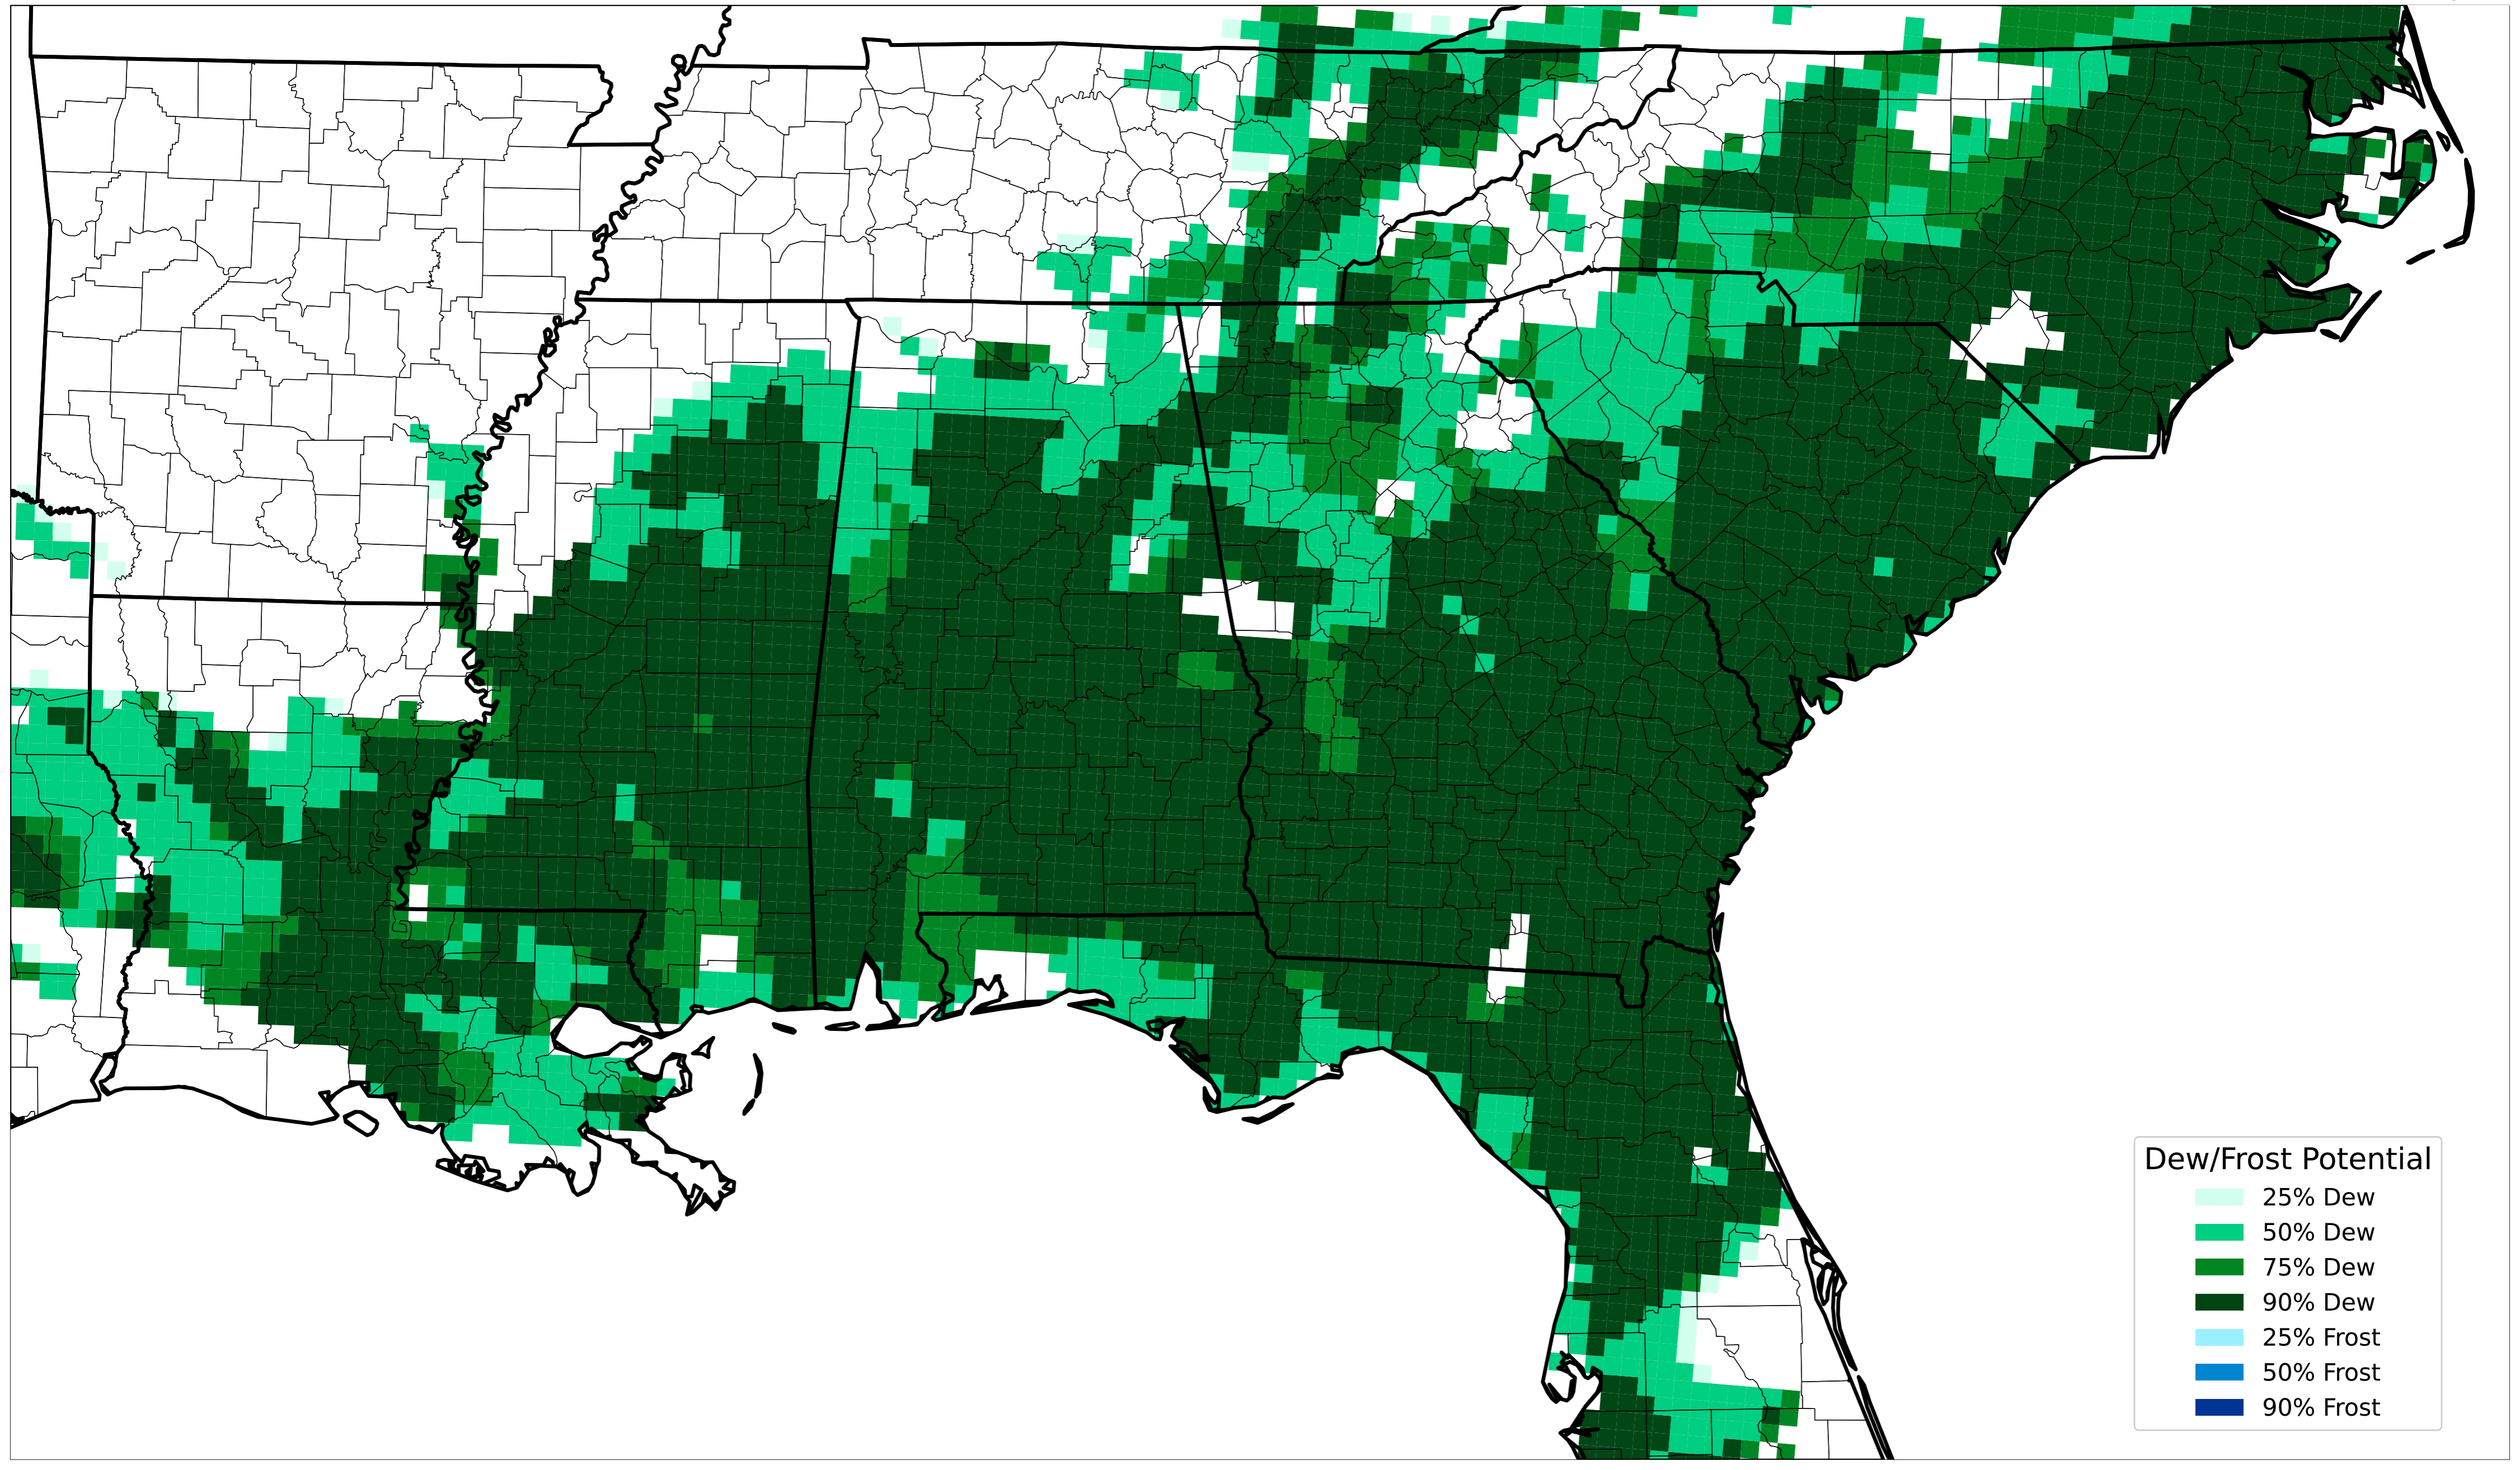 Dew/Frost Potential
25% Dew
50% Dew
75% Dew
90% Dew
25% Frost
50% Frost
90% Frost